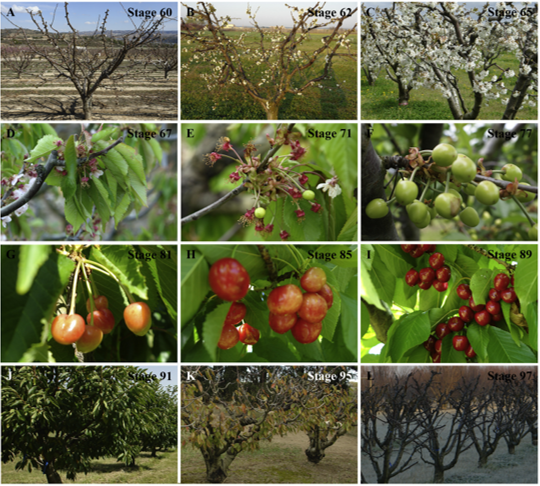 A Stage 60
B Stage 62
C Stage 65
D Stage 67
E Stage 71
F Stage 77
G Stage 81
H Stage 85
I Stage 89
J Stage 91
K Stage 95
L Stage 97